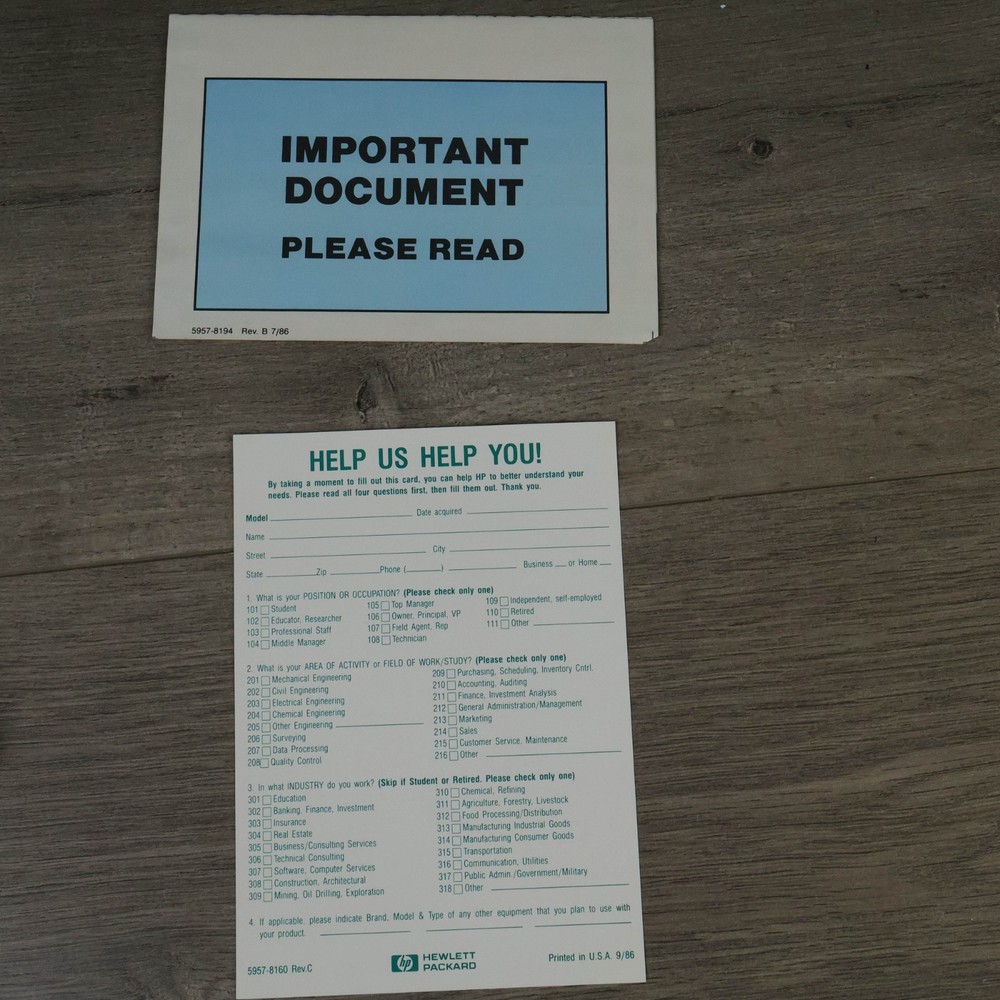 IMPORTANT
DOCUMENT
PLEASE READ
5957-8194 Rev. B 7/86
HELP US HELP YOU!
By taking a moment to fill out this card, you can help HP to better understand your
needs. Please read all four questions first, then fill them out. Thank you.
Model Date acquired
Name
Street City
State Zip Phone ( ) Business or Home
1. What is your POSITION OR OCCUPATION? (Please check only one)
101 Student
102 Educator, Researcher
103 Professional Staff
104 Middle Manager
105 Top Manager
106 Owner, Principal, VP
107 Field Agent, Rep
108 Technician
109 Independent, self-employed
110 Retired
111 Other
2. What is your AREA OF ACTIVITY or FIELD OF WORK/STUDY? (Please check only one)
201 Mechanical Engineering
202 Civil Engineering
203 Electrical Engineering
204 Chemical Engineering
205 Other Engineering
206 Surveying
207 Data Processing
208 Quality Control
209 Purchasing, Scheduling, Inventory Cntrl.
210 Accounting, Auditing
211 Finance, Investment Analysis
212 General Administration/Management
213 Marketing
214 Sales
215 Customer Service, Maintenance
216 Other
3. In what INDUSTRY do you work? (Skip if Student or Retired. Please check only one)
301 Education
302 Banking, Finance, Investment
303 Insurance
304 Real Estate
305 Business/Consulting Services
306 Technical Consulting
307 Software, Computer Services
308 Construction, Architectural
309 Mining, Oil Drilling, Exploration
310 Chemical, Refining
311 Agriculture, Forestry, Livestock
312 Food Processing/Distribution
313 Manufacturing Industrial Goods
314 Manufacturing Consumer Goods
315 Transportation
316 Communication, Utilities
317 Public Admin./Government/Military
318 Other
4. If applicable, please indicate Brand, Model & Type of any other equipment that you plan to use with
your product.
5957-8160 Rev.C
hp HEWLETT
PACKARD
Printed in U.S.A. 9/86